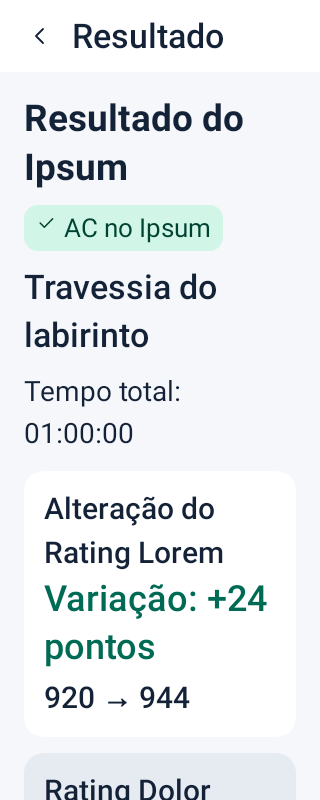 Resultado
Resultado do
Ipsum
AC no Ipsum
Travessia do
labirinto
Tempo total:
01:00:00
Alteração do
Rating Lorem
Variação: +24
pontos
920 → 944
Rating Dolor